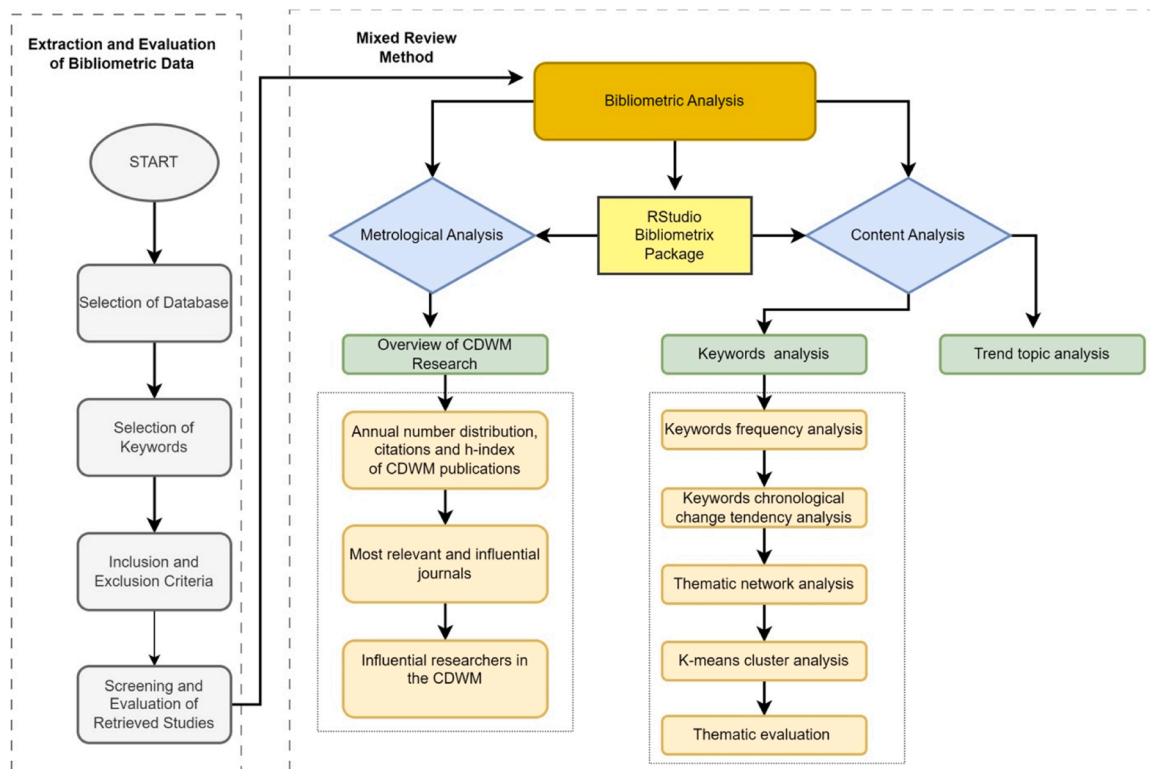 Extraction and Evaluation
of Bibliometric Data
START
Selection of Database
Selection of
Keywords
Inclusion and
Exclusion Criteria
Screening and
Evaluation of
Retrieved Studies
Mixed Review
Method
Bibliometric Analysis
Metrological Analysis
RStudio
Bibliometrix
Package
Content Analysis
Overview of CDWM
Research
Keywords analysis
Trend topic analysis
Annual number distribution,
citations and h-index
of CDWM publications
Most relevant and influential
journals
Influential researchers in
the CDWM
Keywords frequency analysis
Keywords chronological
change tendency analysis
Thematic network analysis
K-means cluster analysis
Thematic evaluation